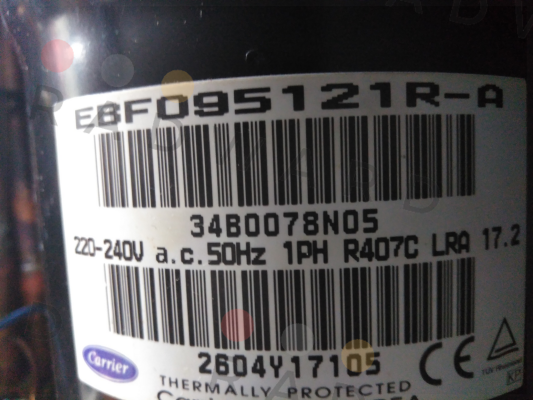 EBF095121R-A
34B0078N05
220-240V a.c.50Hz 1PH R407C LRA 17.2
Carrier
2604Y17105
CE
THERMALLY PROTECTED